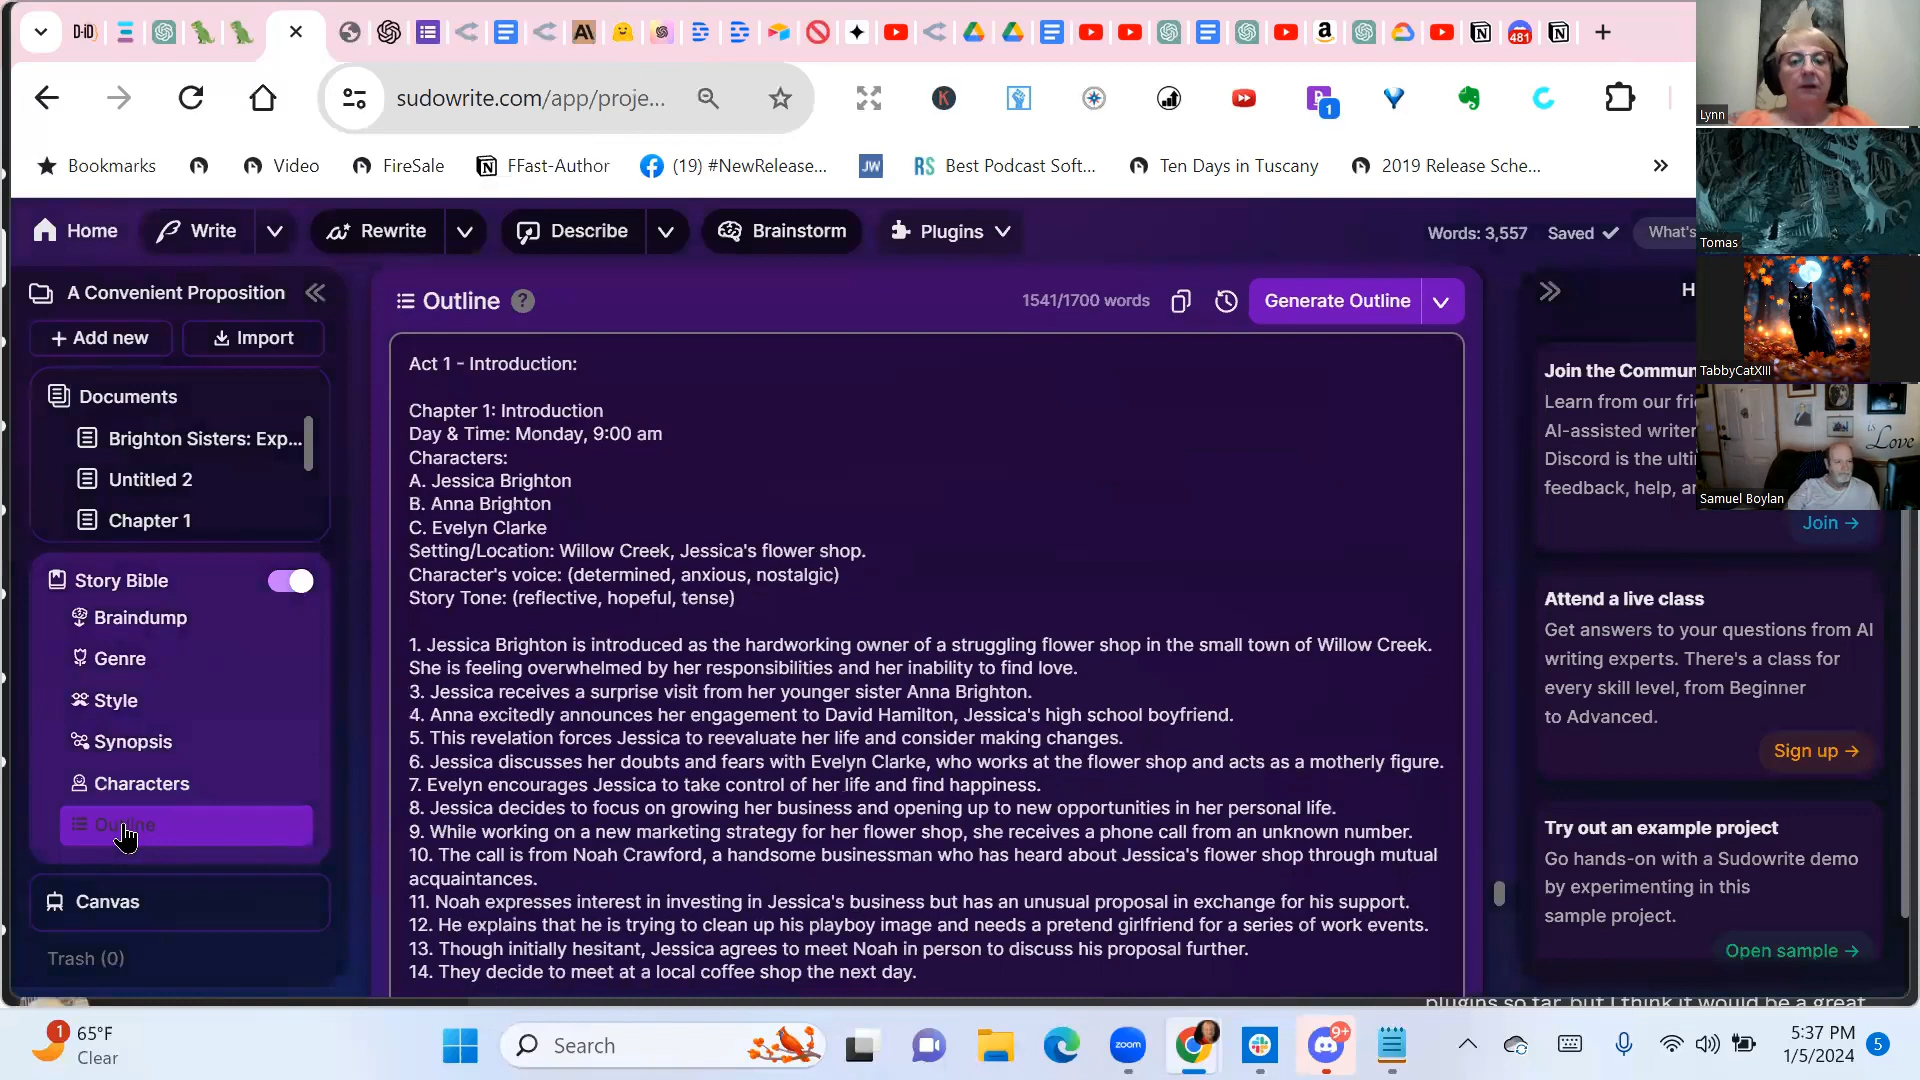 D-iD
481
sudowrite.com/app/proje...
1
Bookmarks
Video
FireSale
FFast-Author
(19) #NewRelease...
JW
RS Best Podcast Soft...
Ten Days in Tuscany
2019 Release Sche...
Home
Write
Rewrite
Describe
Brainstorm
Plugins
Words: 3,557
Saved
What's
A Convenient Proposition
+ Add new
Import
Documents
Brighton Sisters: Exp...
Untitled 2
Chapter 1
Story Bible
Braindump
Genre
Style
Synopsis
Characters
Outline
Canvas
Trash (0)
Outline ?
1541/1700 words
Generate Outline
Act 1 - Introduction:
Chapter 1: Introduction
Day & Time: Monday, 9:00 am
Characters:
A. Jessica Brighton
B. Anna Brighton
C. Evelyn Clarke
Setting/Location: Willow Creek, Jessica's flower shop.
Character's voice: (determined, anxious, nostalgic)
Story Tone: (reflective, hopeful, tense)
1. Jessica Brighton is introduced as the hardworking owner of a struggling flower shop in the small town of Willow Creek.
She is feeling overwhelmed by her responsibilities and her inability to find love.
3. Jessica receives a surprise visit from her younger sister Anna Brighton.
4. Anna excitedly announces her engagement to David Hamilton, Jessica's high school boyfriend.
5. This revelation forces Jessica to reevaluate her life and consider making changes.
6. Jessica discusses her doubts and fears with Evelyn Clarke, who works at the flower shop and acts as a motherly figure.
7. Evelyn encourages Jessica to take control of her life and find happiness.
8. Jessica decides to focus on growing her business and opening up to new opportunities in her personal life.
9. While working on a new marketing strategy for her flower shop, she receives a phone call from an unknown number.
10. The call is from Noah Crawford, a handsome businessman who has heard about Jessica's flower shop through mutual
acquaintances.
11. Noah expresses interest in investing in Jessica's business but has an unusual proposal in exchange for his support.
12. He explains that he is trying to clean up his playboy image and needs a pretend girlfriend for a series of work events.
13. Though initially hesitant, Jessica agrees to meet Noah in person to discuss his proposal further.
14. They decide to meet at a local coffee shop the next day.
H
Join the Commun
Learn from our fri
AI-assisted writer
Discord is the ulti
feedback, help, a
Join →
Attend a live class
Get answers to your questions from AI
writing experts. There's a class for
every skill level, from Beginner
to Advanced.
Sign up →
Try out an example project
Go hands-on with a Sudowrite demo
by experimenting in this
sample project.
Open sample →
plugins so far, but I think it would be a great
Lynn
Tomas
TabbyCatXIII
is
Love
Samuel Boylan
1
65°F
Clear
Search
zoom
9+
5:37 PM
1/5/2024
5